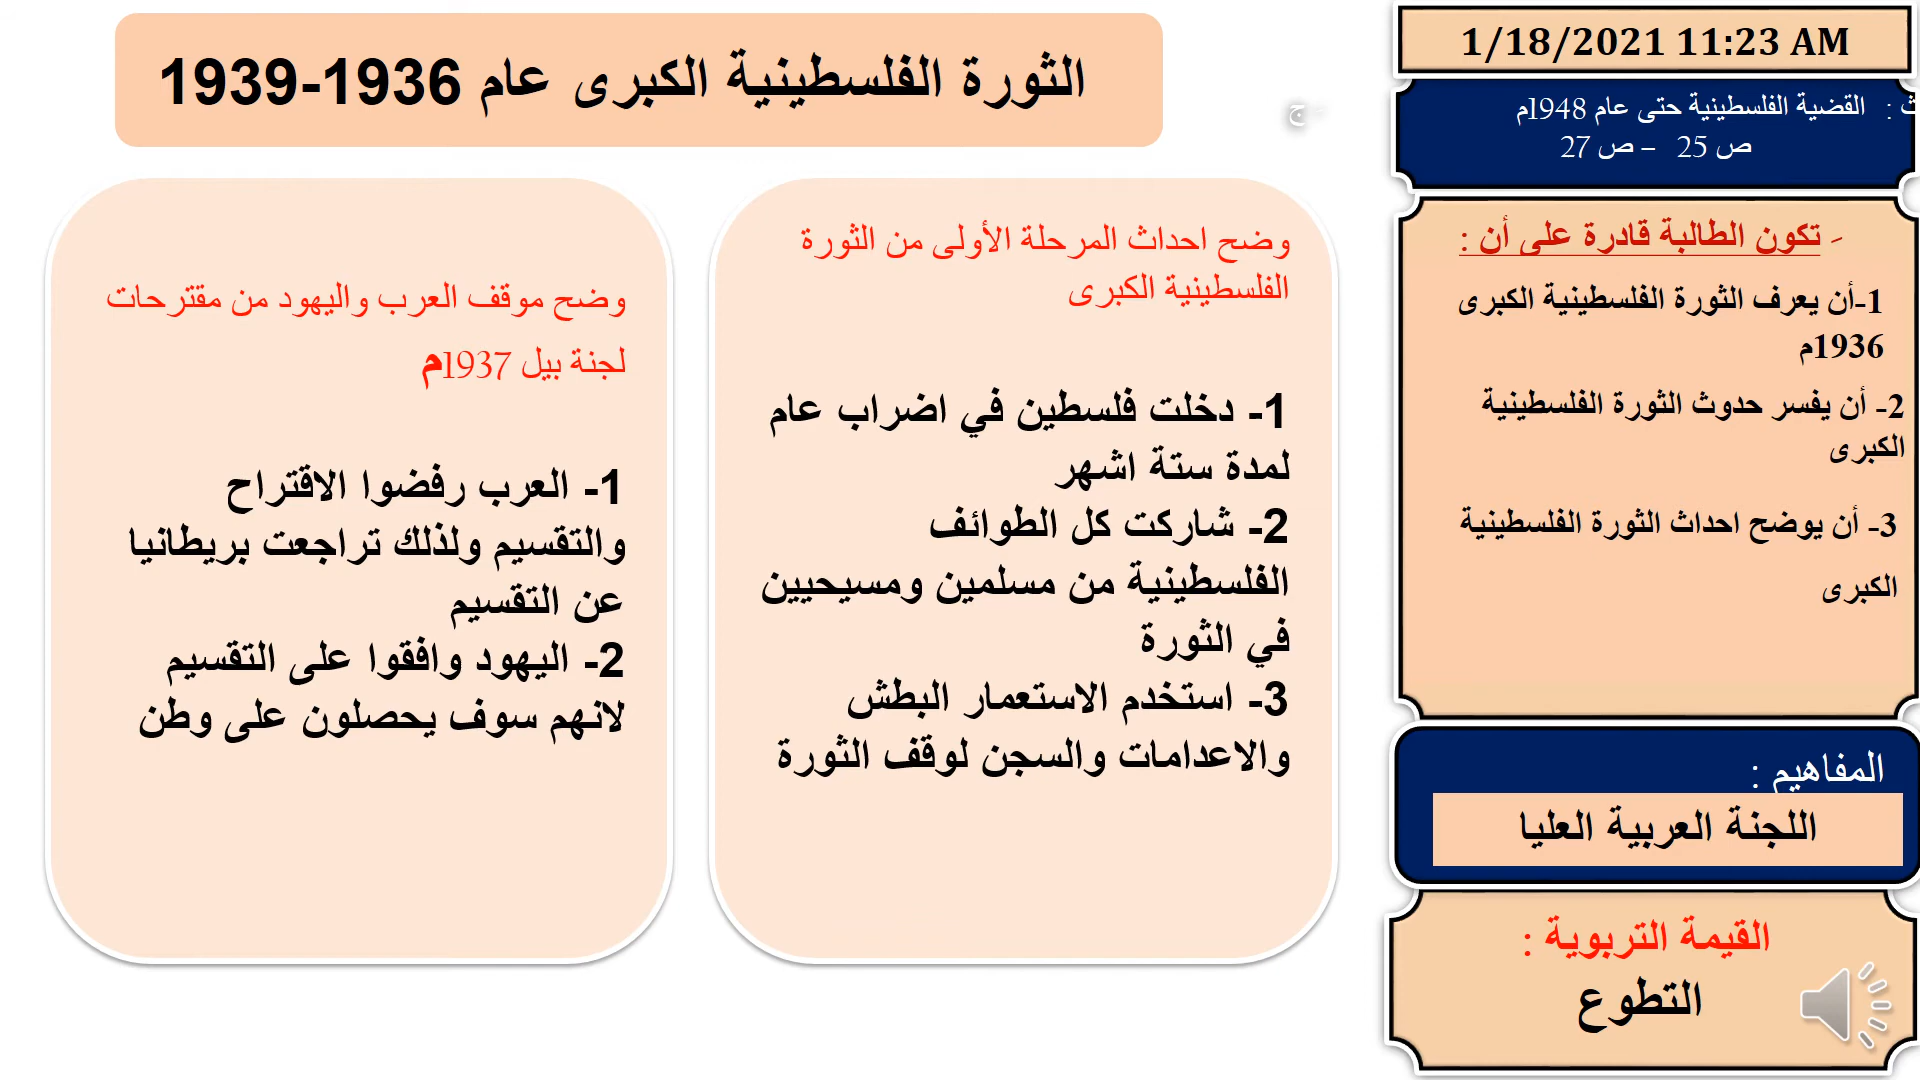 الثورة الفلسطينية الكبرى عام 1936-1939
وضح احداث المرحلة الأولى من الثورة
الفلسطينية الكبرى
1- دخلت فلسطين في اضراب عام
لمدة ستة اشهر
2- شاركت كل الطوائف
الفلسطينية من مسلمين ومسيحيين
في الثورة
3- استخدم الاستعمار البطش
والاعدامات والسجن لوقف الثورة
وضح موقف العرب واليهود من مقترحات
لجنة بيل 1937م
1- العرب رفضوا الاقتراح
والتقسيم ولذلك تراجعت بريطانيا
عن التقسيم
2- اليهود وافقوا على التقسيم
لانهم سوف يحصلون على وطن
1/18/2021 11:23 AM
: القضية الفلسطينية حتى عام 1948م
ص 25 – ص 27
- تكون الطالبة قادرة على أن :
1-أن يعرف الثورة الفلسطينية الكبرى
1936م
2- أن يفسر حدوث الثورة الفلسطينية
الكبرى
3- أن يوضح احداث الثورة الفلسطينية
الكبرى
المفاهيم :
اللجنة العربية العليا
القيمة التربوية :
التطوع